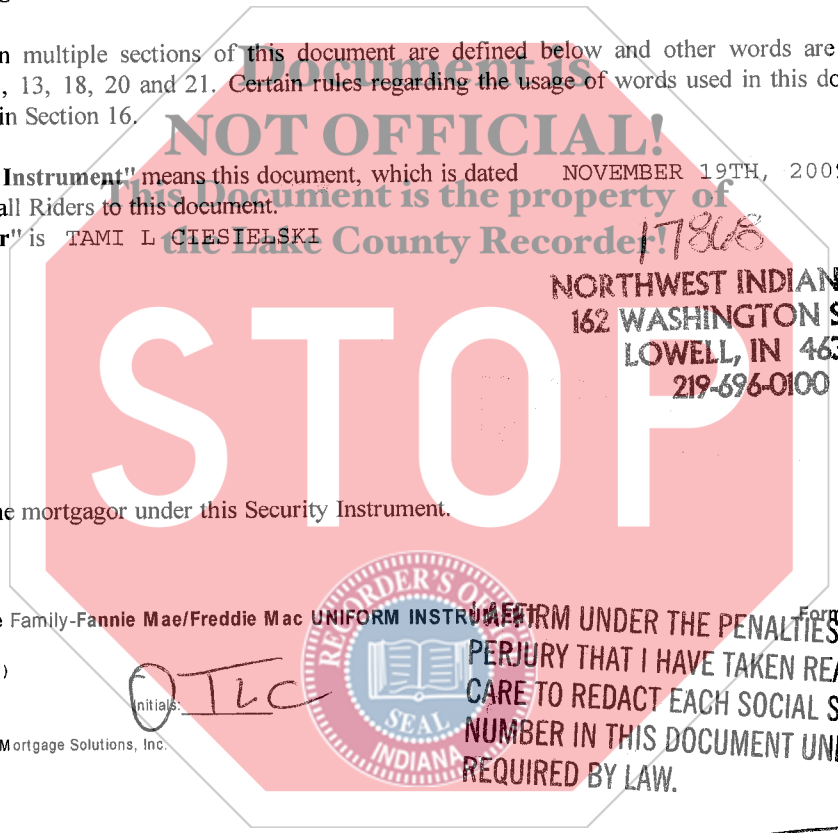 n multiple sections of this document are defined below and other words are
Document is
, 13, 18, 20 and 21. Certain rules regarding the usage of words used in this do
in Section 16.
NOT OFFICIAL!
Instrument" means this document, which is dated NOVEMBER 19TH, 2009
This Document is the property of
all Riders to this document.
r" is TAMI L CIESIELSKI
the Lake County Recorder!
17868
NORTHWEST INDIAN
162 WASHINGTON S
LOWELL, IN 463
219-696-0100
STOP
e mortgagor under this Security Instrument.
e Family-Fannie Mae/Freddie Mac UNIFORM INSTRUMENT
Form
RECORDER'S OFFICE
SEAL
INDIANA
I AFFIRM UNDER THE PENALTIES
PERJURY THAT I HAVE TAKEN REA
CARE TO REDACT EACH SOCIAL S
NUMBER IN THIS DOCUMENT UN
REQUIRED BY LAW.
)
Initials: TLC
Mortgage Solutions, Inc.